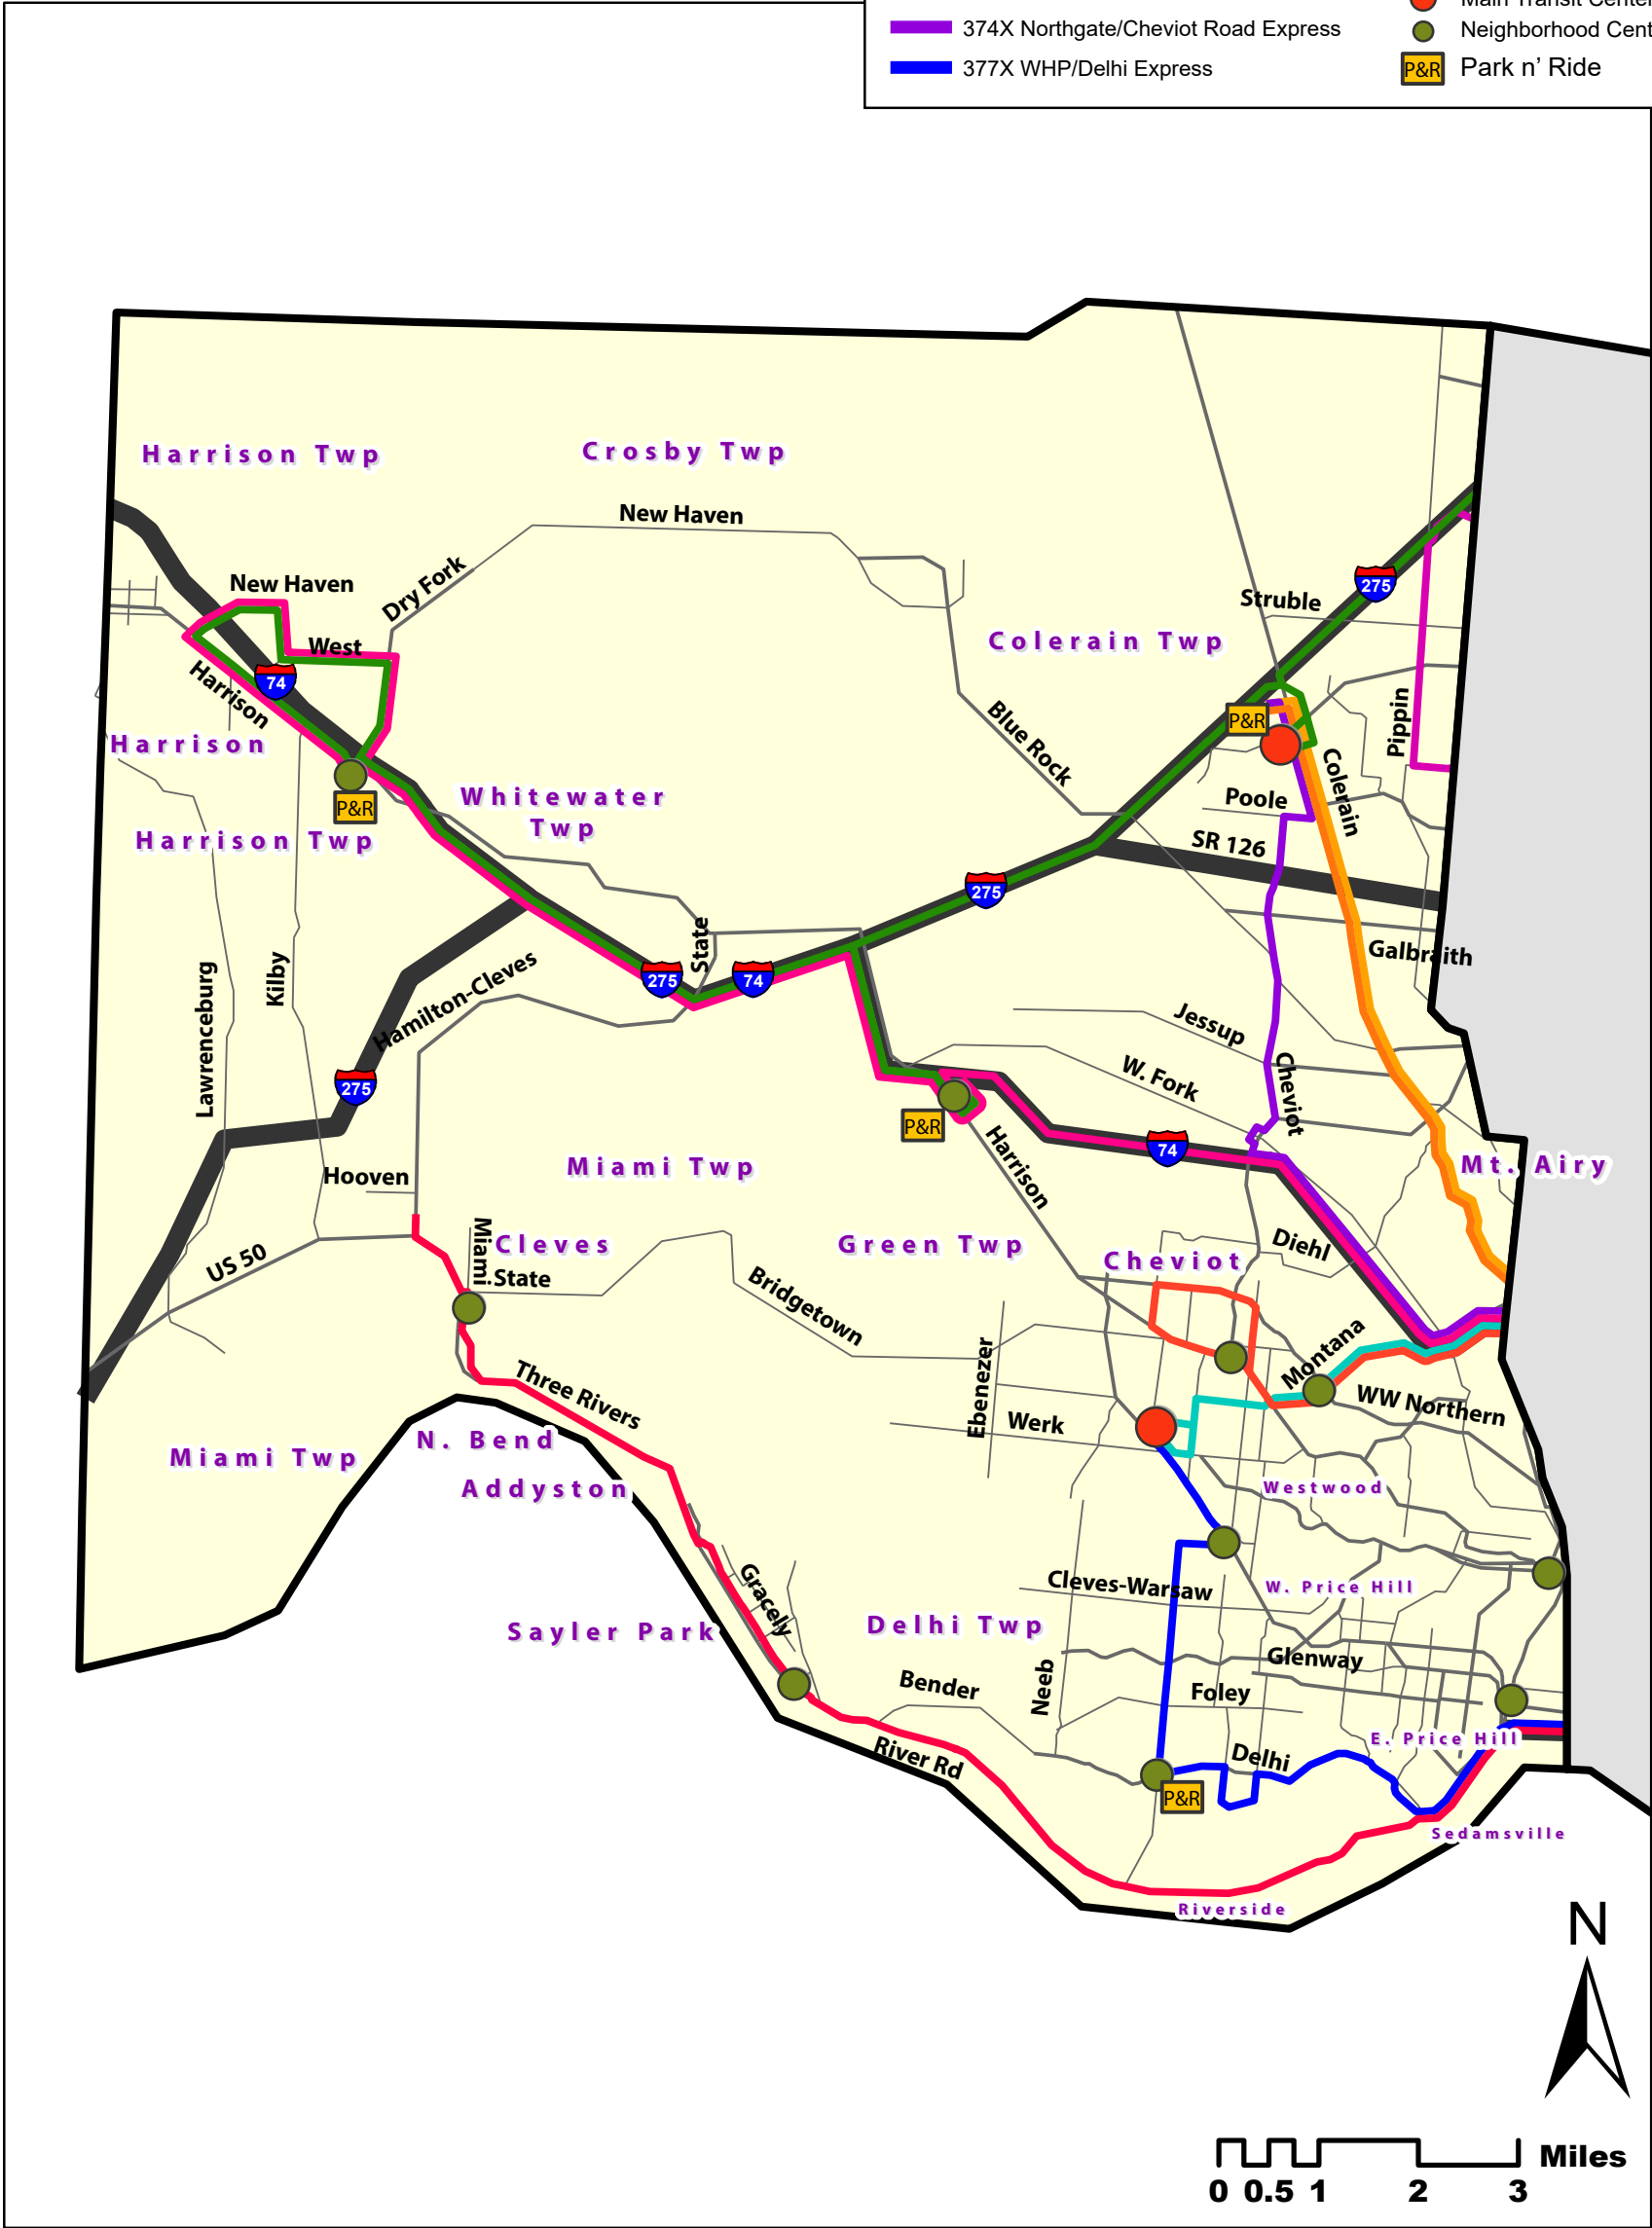 Main Transit Center
374X Northgate/Cheviot Road Express
Neighborhood Cent
377X WHP/Delhi Express
P&R
Park n' Ride
Harrison Twp
Crosby Twp
New Haven
Dry Fork
New Haven
275
Struble
Colerain Twp
West
74
Harrison
P&R
Pippin
Blue Rock
Harrison
Colerain
Whitewater
Twp
Poole
P&R
Harrison Twp
SR 126
275
State
Galbraith
275
74
Kilby
Lawrenceburg
Hamilton-Cleves
Jessup
W. Fork
Cheviot
275
P&R
74
Harrison
Mt. Airy
Miami Twp
Hooven
Miami
Cleves
Green Twp
Diehl
Cheviot
US 50
State
Bridgetown
Montana
Ebenezer
Three Rivers
WW Northern
Werk
N. Bend
Miami Twp
Addyston
Westwood
Gracely
Cleves-Warsaw
W. Price Hill
Sayler Park
Delhi Twp
Glenway
Neeb
Bender
Foley
E. Price Hill
River Rd
Delhi
P&R
Sedamsville
Riverside
N
Miles
0 0.5 1 2 3